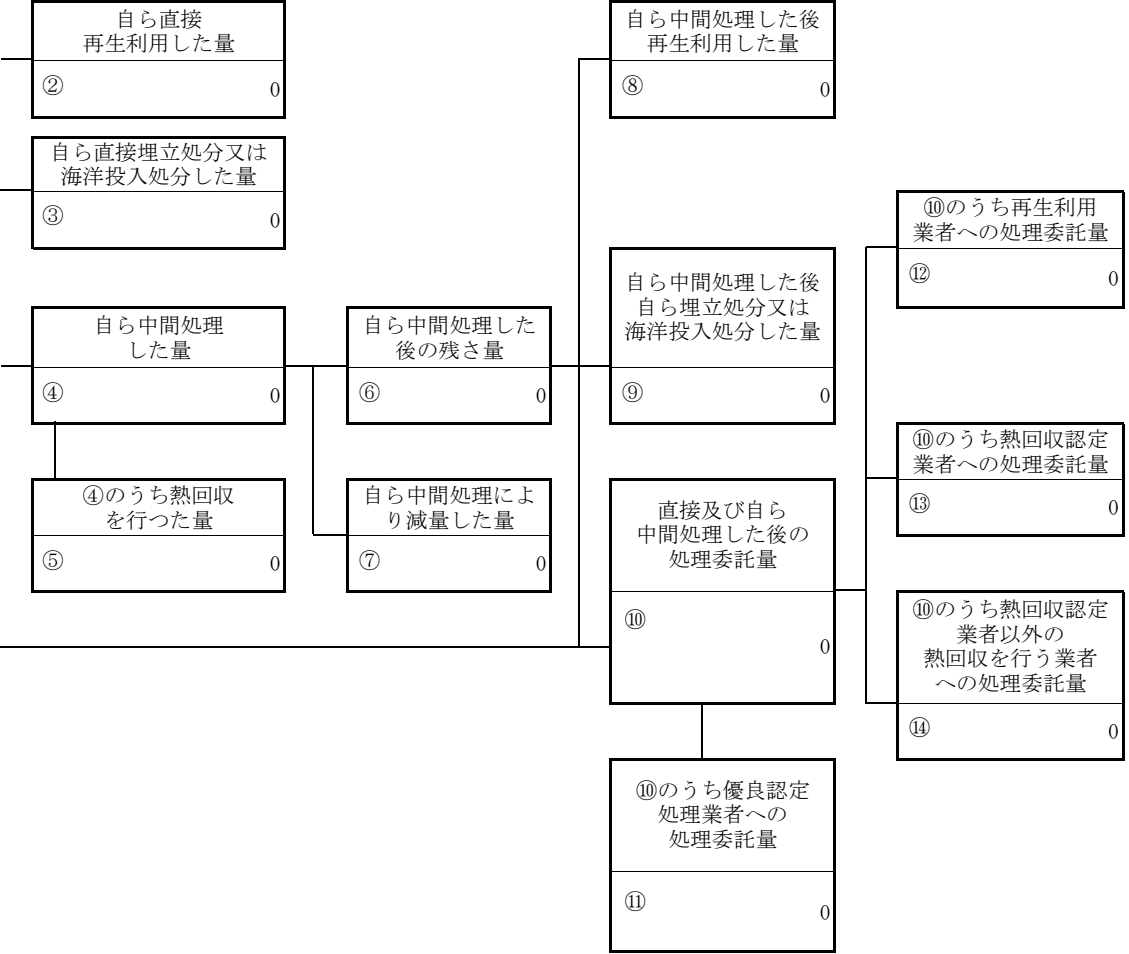 自ら直接
再生利用した量
②
0
自ら直接埋立処分又は
海洋投入処分した量
③
0
自ら中間処理
した量
④
0
④のうち熱回収
を行つた量
⑤
0
自ら中間処理した
後の残さ量
⑥
0
自ら中間処理によ
り減量した量
⑦
0
自ら中間処理した後
再生利用した量
⑧
0
自ら中間処理した後
自ら埋立処分又は
海洋投入処分した量
⑨
0
直接及び自ら
中間処理した後の
処理委託量
⑩
0
⑩のうち優良認定
処理業者への
処理委託量
⑪
0
⑩のうち再生利用
業者への処理委託量
⑫
0
⑩のうち熱回収認定
業者への処理委託量
⑬
0
⑩のうち熱回収認定
業者以外の
熱回収を行う業者
への処理委託量
⑭
0